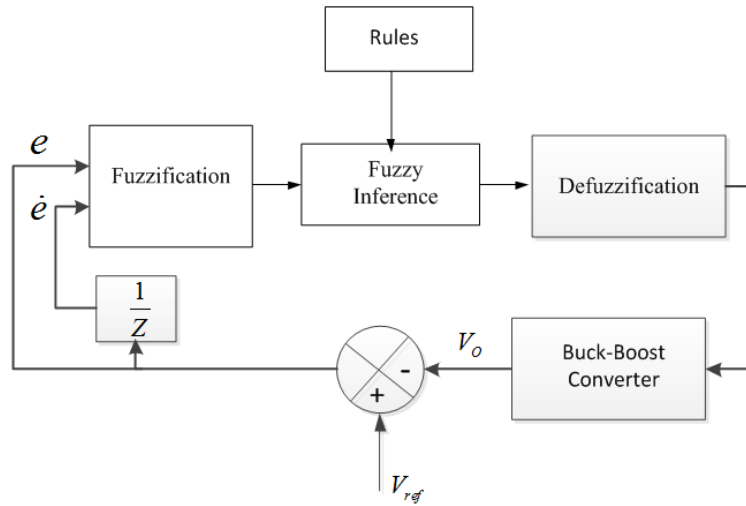 Rules
e
Fuzzification
Fuzzy
Inference
Defuzzification
ė
1
Z
V_O
Buck-Boost
Converter
-
+
V_ref